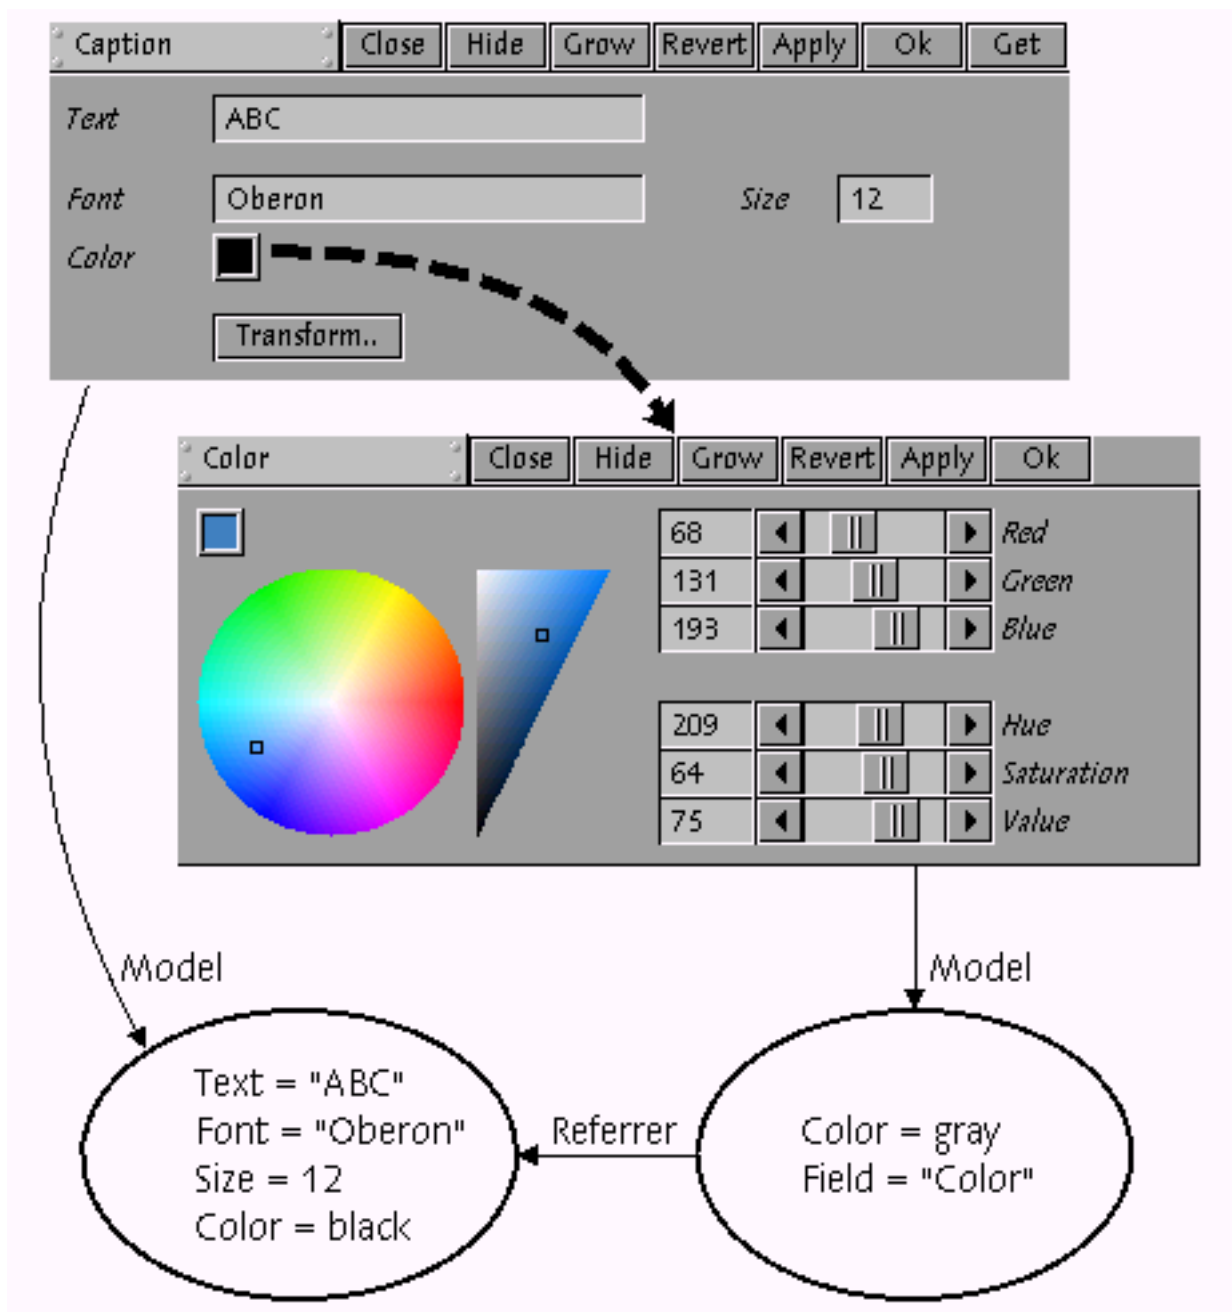 Caption Close Hide Grow Revert Apply Ok Get
Text ABC
Font Oberon Size 12
Color
Transform..
Color Close Hide Grow Revert Apply Ok
68 Red
131 Green
193 Blue
209 Hue
64 Saturation
75 Value
Model Model
Text = "ABC"
Font = "Oberon"
Size = 12
Color = black
Referrer
Color = gray
Field = "Color"